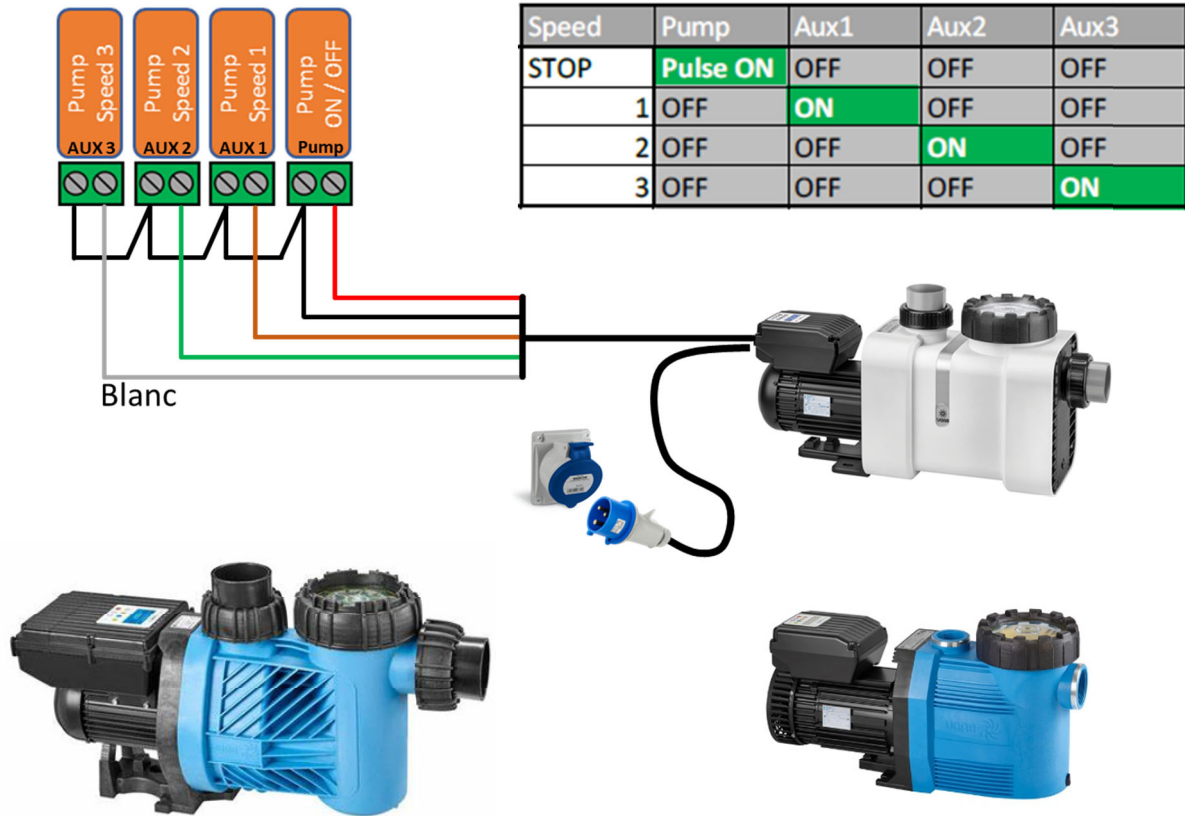 Pump
Speed 3
AUX 3
Pump
Speed 2
AUX 2
Pump
Speed 1
AUX 1
Pump
ON / OFF
Pump
Speed Pump Aux1 Aux2 Aux3
STOP Pulse ON OFF OFF OFF
1 OFF ON OFF OFF
2 OFF OFF ON OFF
3 OFF OFF OFF ON
Blanc